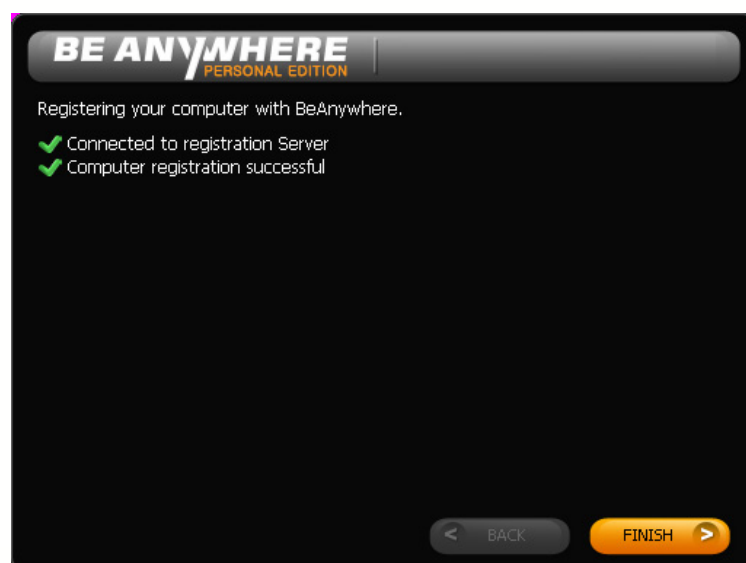 BE ANYWHERE
PERSONAL EDITION
Registering your computer with BeAnywhere.
Connected to registration Server
Computer registration successful
< BACK
FINISH >